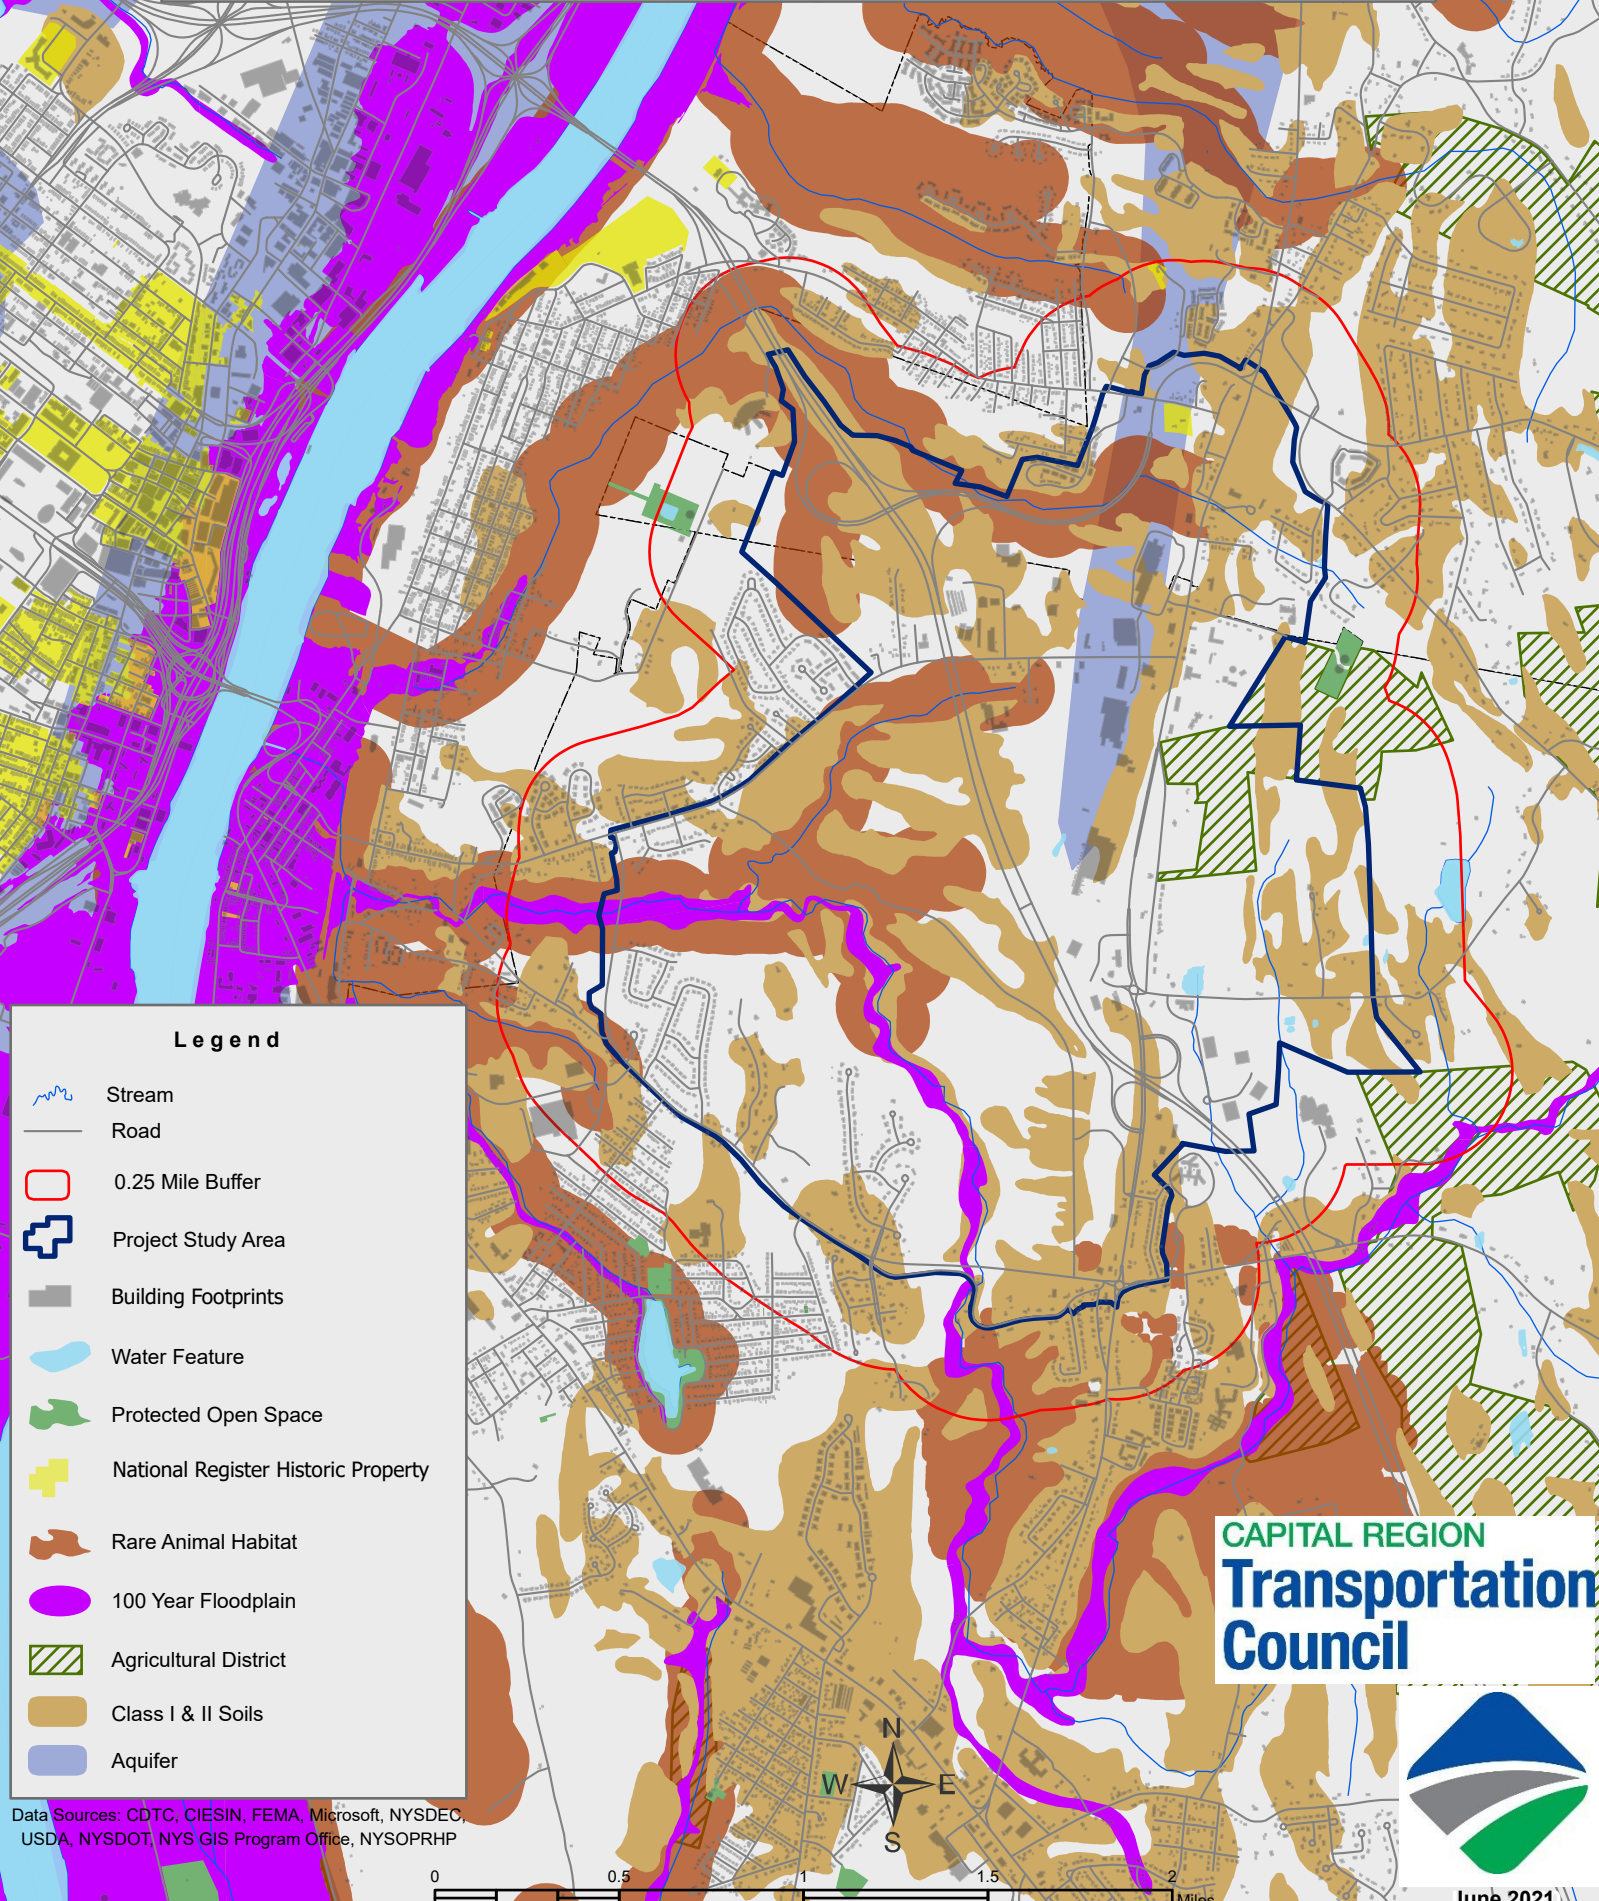 Legend
Stream
Road
0.25 Mile Buffer
Project Study Area
Building Footprints
Water Feature
Protected Open Space
National Register Historic Property
Rare Animal Habitat
100 Year Floodplain
Agricultural District
Class I & II Soils
Aquifer
Data Sources: CDTC, CIESIN, FEMA, Microsoft, NYSDEC,
USDA, NYSDOT, NYS GIS Program Office, NYSOPRHP
CAPITAL REGION
Transportation
Council
N
W E
S
0 0.5 1 1.5 2
Miles
June 2021